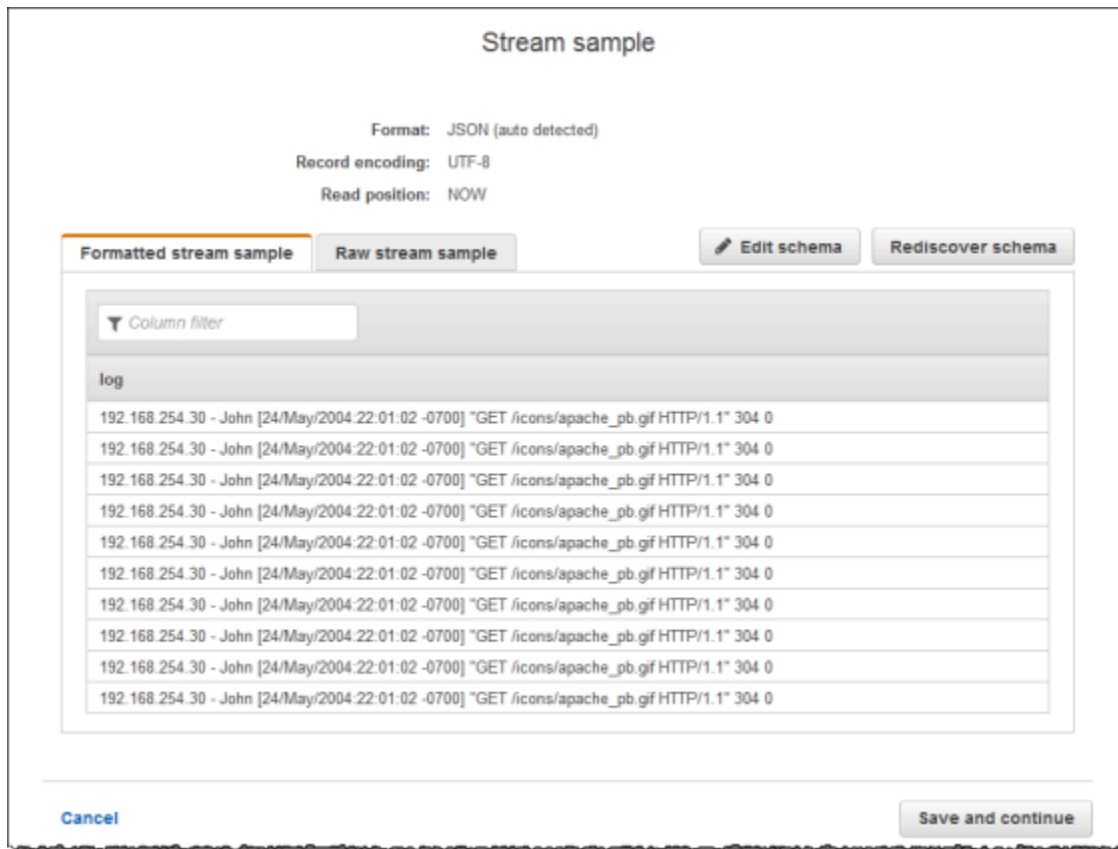 Stream sample
Format: JSON (auto detected)
Record encoding: UTF-8
Read position: NOW
Formatted stream sample Raw stream sample Edit schema Rediscover schema
Column filter
log
192.168.254.30 - John [24/May/2004:22:01:02 -0700] "GET /icons/apache_pb.gif HTTP/1.1" 304 0
192.168.254.30 - John [24/May/2004:22:01:02 -0700] "GET /icons/apache_pb.gif HTTP/1.1" 304 0
192.168.254.30 - John [24/May/2004:22:01:02 -0700] "GET /icons/apache_pb.gif HTTP/1.1" 304 0
192.168.254.30 - John [24/May/2004:22:01:02 -0700] "GET /icons/apache_pb.gif HTTP/1.1" 304 0
192.168.254.30 - John [24/May/2004:22:01:02 -0700] "GET /icons/apache_pb.gif HTTP/1.1" 304 0
192.168.254.30 - John [24/May/2004:22:01:02 -0700] "GET /icons/apache_pb.gif HTTP/1.1" 304 0
192.168.254.30 - John [24/May/2004:22:01:02 -0700] "GET /icons/apache_pb.gif HTTP/1.1" 304 0
192.168.254.30 - John [24/May/2004:22:01:02 -0700] "GET /icons/apache_pb.gif HTTP/1.1" 304 0
192.168.254.30 - John [24/May/2004:22:01:02 -0700] "GET /icons/apache_pb.gif HTTP/1.1" 304 0
192.168.254.30 - John [24/May/2004:22:01:02 -0700] "GET /icons/apache_pb.gif HTTP/1.1" 304 0
Cancel Save and continue